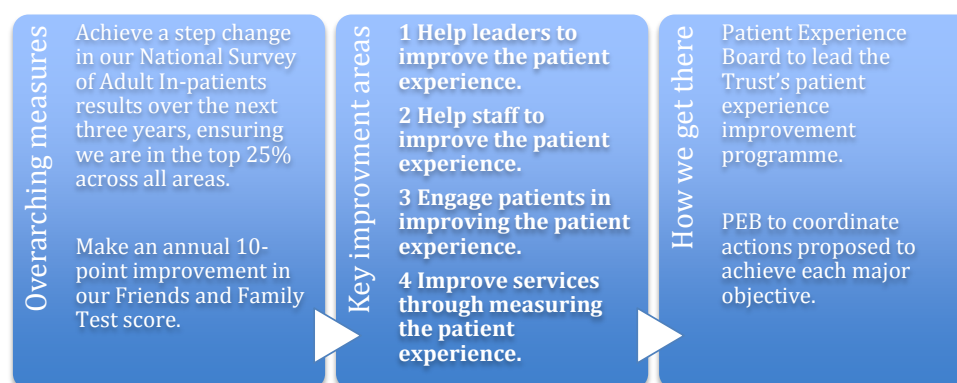 Overarching measures
Achieve a step change
in our National Survey
of Adult In-patients
results over the next
three years, ensuring
we are in the top 25%
across all areas.
Make an annual 10-
point improvement in
our Friends and Family
Test score.
Key improvment areas
1 Help leaders to
improve the patient
experience.
2 Help staff to
improve the patient
experience.
3 Engage patients in
improving the patient
experience.
4 Improve services
through measuring
the patient
experience.
How we get there
Patient Experience
Board to lead the
Trust’s patient
experience
improvement
programme.
PEB to coordinate
actions proposed to
achieve each major
objective.